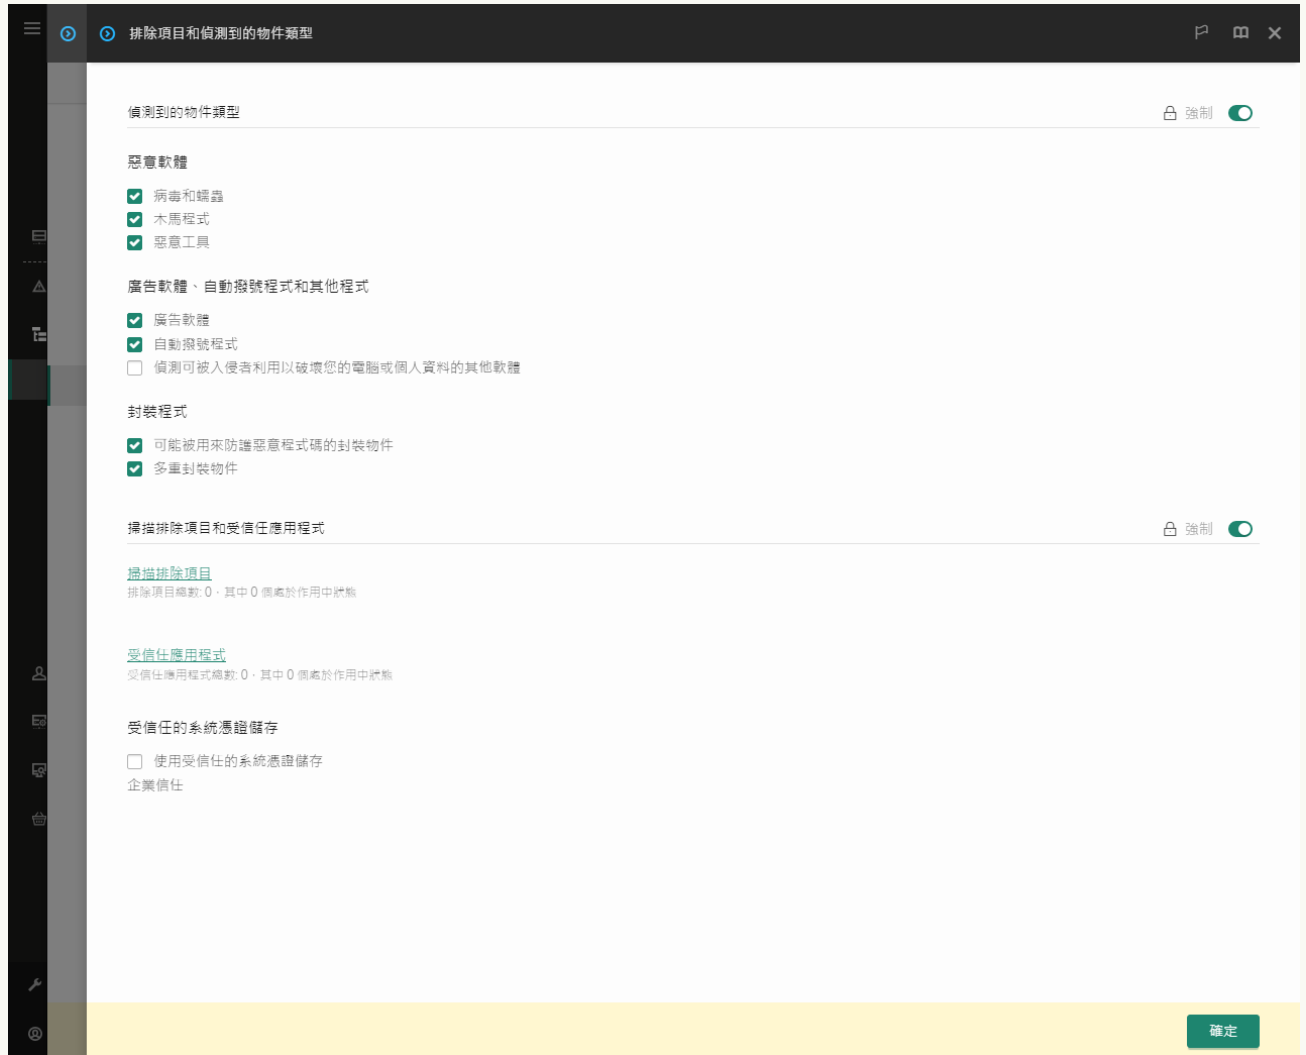 排除項目和偵測到的物件類型
偵測到的物件類型
強制
惡意軟體
病毒和蠕蟲
木馬程式
惡意工具
廣告軟體、自動撥號程式和其他程式
廣告軟體
自動撥號程式
偵測可被入侵者利用以破壞您的電腦或個人資料的其他軟體
封裝程式
可能被用來防護惡意程式碼的封裝物件
多重封裝物件
掃描排除項目和受信任應用程式
強制
掃描排除項目
排除項目總數: 0,其中 0 個處於作用中狀態
受信任應用程式
受信任應用程式總數: 0,其中 0 個處於作用中狀態
受信任的系統憑證儲存
使用受信任的系統憑證儲存
企業信任
確定